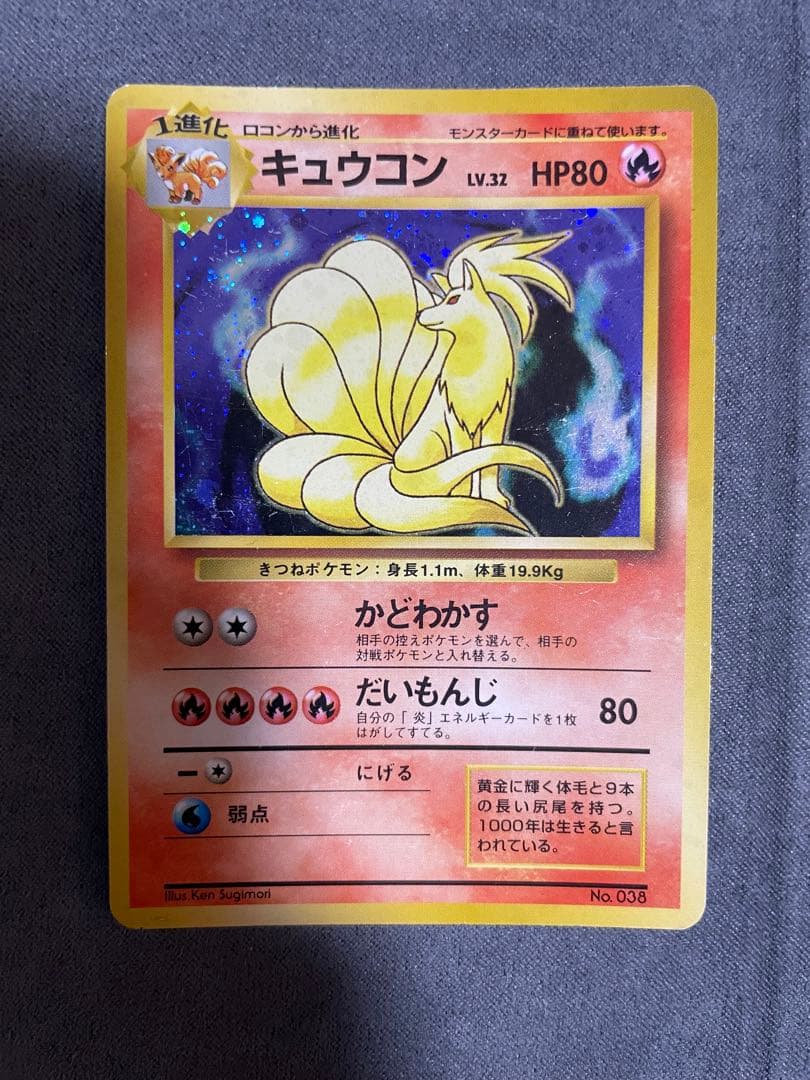 1進化 ロコンから進化 モンスターカードに重ねて使います。
キュウコン LV.32 HP80
きつねポケモン：身長1.1m、体重19.9Kg
かどわかす
相手の控えポケモンを選んで、相手の
対戦ポケモンと入れ替える。
だいもんじ 80
自分の「炎」エネルギーカードを1枚
はがしてすてる。
ー にげる
弱点
黄金に輝く体毛と9本
の長い尻尾を持つ。
1000年は生きると言
われている。
Illus.Ken Sugimori No.038